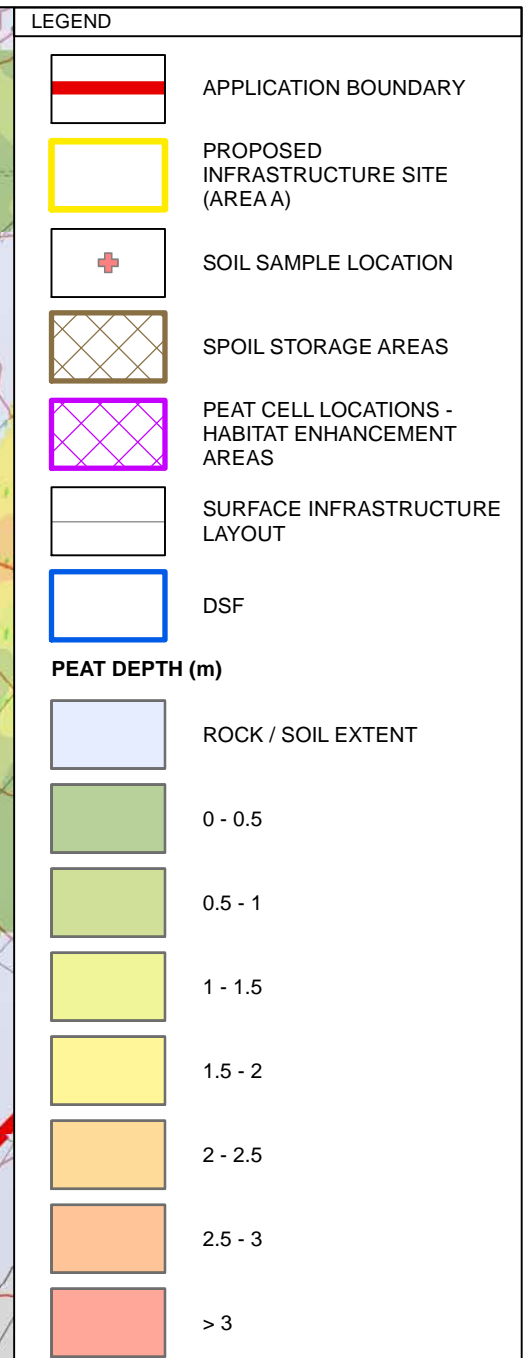 LEGEND
APPLICATION BOUNDARY
PROPOSED
INFRASTRUCTURE SITE
(AREA A)
SOIL SAMPLE LOCATION
SPOIL STORAGE AREAS
PEAT CELL LOCATIONS -
HABITAT ENHANCEMENT
AREAS
SURFACE INFRASTRUCTURE
LAYOUT
DSF
PEAT DEPTH (m)
ROCK / SOIL EXTENT
0 - 0.5
0.5 - 1
1 - 1.5
1.5 - 2
2 - 2.5
2.5 - 3
> 3